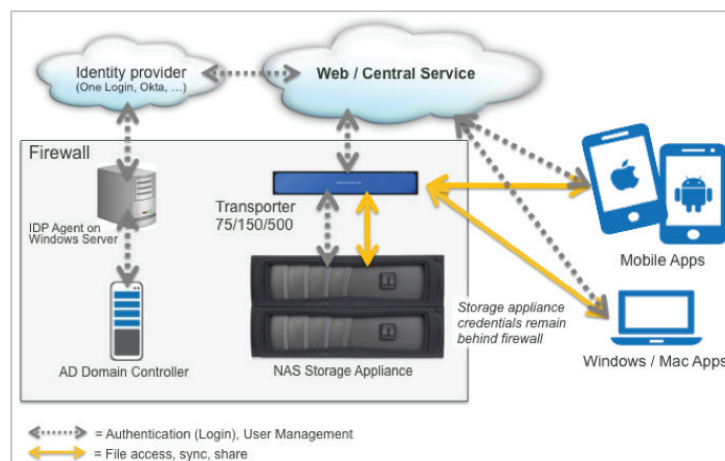 Identity provider
(One Login, Okta, ...)
Web / Central Service
Firewall
IDP Agent on
Windows Server
Transporter
75/150/500
AD Domain Controller
NAS Storage Appliance
Storage appliance
credentials remain
behind firewall
Mobile Apps
Windows / Mac Apps
= Authentication (Login), User Management
= File access, sync, share